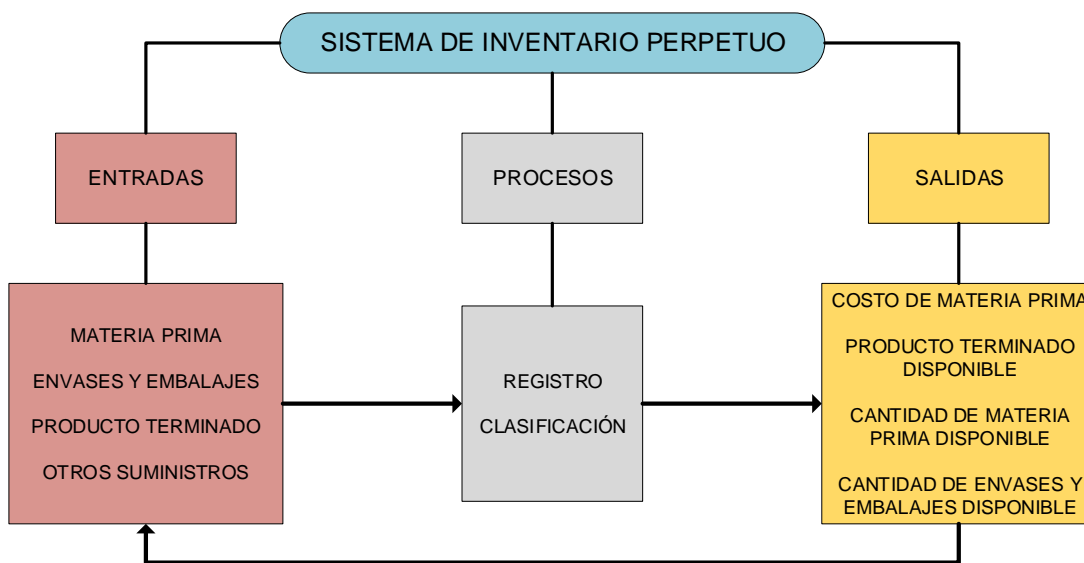 SISTEMA DE INVENTARIO PERPETUO
ENTRADAS
PROCESOS
SALIDAS
MATERIA PRIMA
ENVASES Y EMBALAJES
PRODUCTO TERMINADO
OTROS SUMINISTROS
REGISTRO
CLASIFICACIÓN
COSTO DE MATERIA PRIMA
PRODUCTO TERMINADO
DISPONIBLE
CANTIDAD DE MATERIA
PRIMA DISPONIBLE
CANTIDAD DE ENVASES Y
EMBALAJES DISPONIBLE